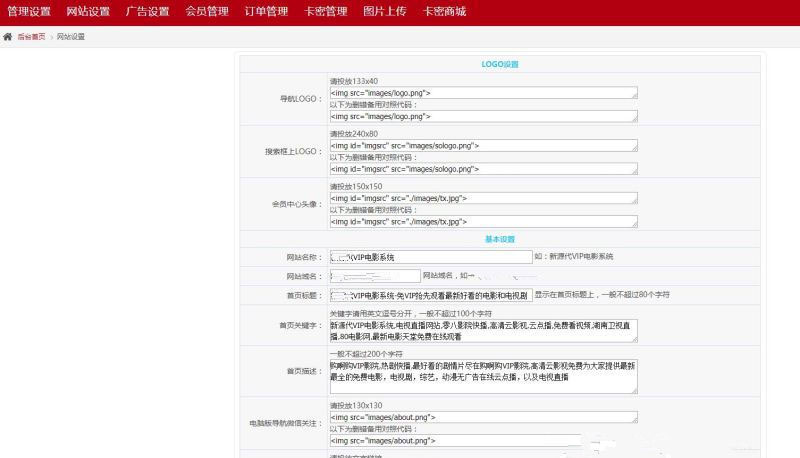 管理设置 网站设置 广告设置 会员管理 订单管理 卡密管理 图片上传 卡密商城
后台首页 > 网站设置
LOGO设置
请投放133x40
导航LOGO：
<img src="images/logo.png">
以下为删错备用对照代码：
<img src="images/logo.png">
请投放240x80
搜索框上LOGO：
<img id="imgsrc" src="images/sologo.png">
以下为删错备用对照代码：
<img id="imgsrc" src="images/sologo.png">
请投放150x150
会员中心头像：
<img id="imgsrc" src="./images/tx.jpg">
以下为删错备用对照代码：
<img id="imgsrc" src="./images/tx.jpg">
基本设置
网站名称： VIP电影系统 如：新源代VIP电影系统
网站域名： 网站域名，如
首页标题： VIP电影系统-免VIP抢先观看最新好看的电影和电视剧 显示在首页标题上，一般不超过80个字符
关键字请用英文逗号分开，一般不超过100个字符
首页关键字：
新源代VIP电影系统,电视直播网站,零八影院快播,高清云影视,云点播,免费看视频,湖南卫视直
播,80电影网,最新电影天堂免费在线观看
一般不超过200个字符
首页描述：
购啊购VIP影院,热剧快播,最好看的剧情片尽在购啊购VIP影院,高清云影视免费为大家提供最新
最全的免费电影，电视剧，综艺，动漫无广告在线云点播，以及电视直播
请投放130x130
电脑版导航微信关注：
<img src="images/about.png">
以下为删错备用对照代码：
<img src="images/about.png">